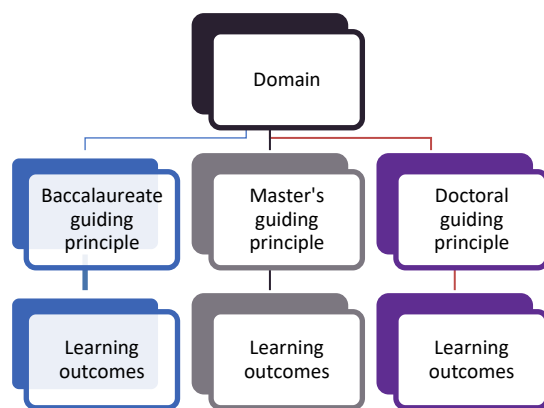 Domain
Baccalaureate
guiding
principle
Master's
guiding
principle
Doctoral
guiding
principle
Learning
outcomes
Learning
outcomes
Learning
outcomes